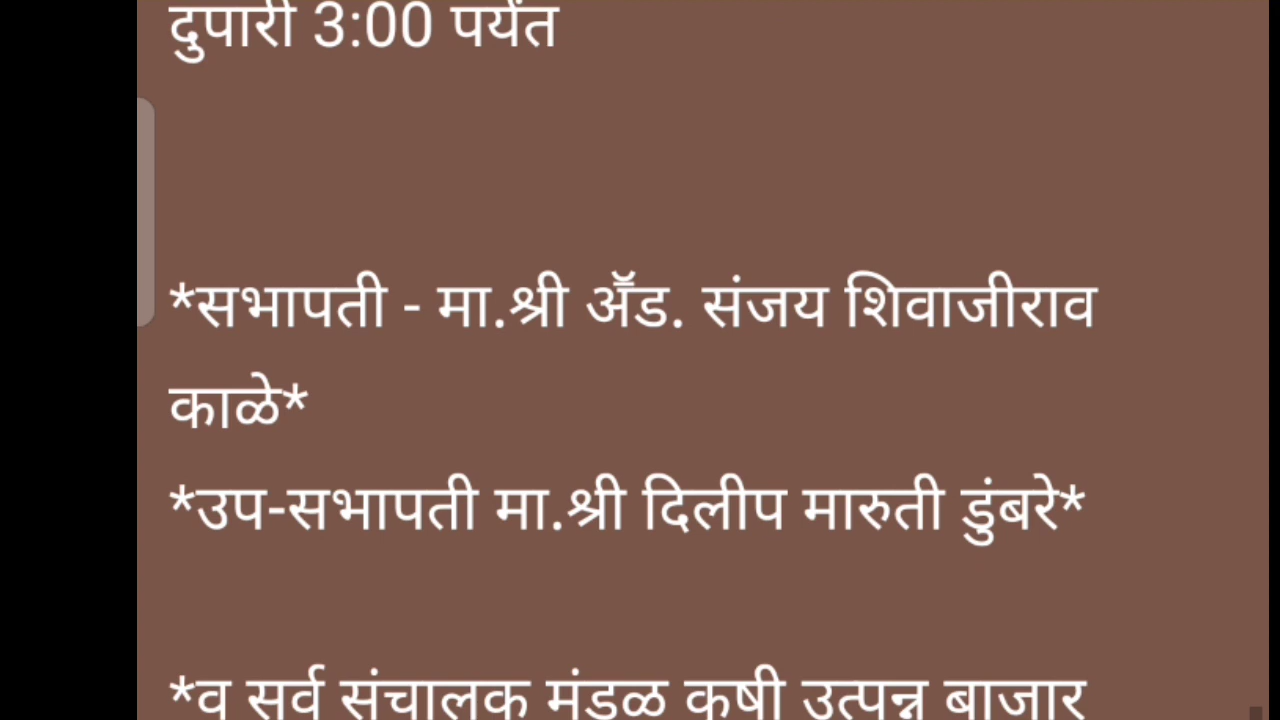 दुपारी 3:00 पर्यंत
*सभापती - मा.श्री ॲड. संजय शिवाजीराव
काळे*
*उप-सभापती मा.श्री दिलीप मारुती डुंबरे*
*व सर्व संचालक मंडळ कृषी उत्पन्न बाजार